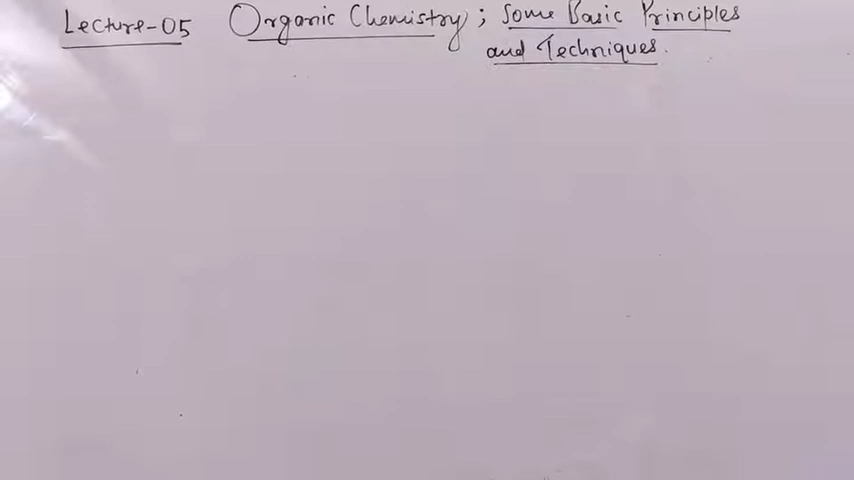 Lecture-05 Organic Chemistry; Some Basic Principles
and Techniques.